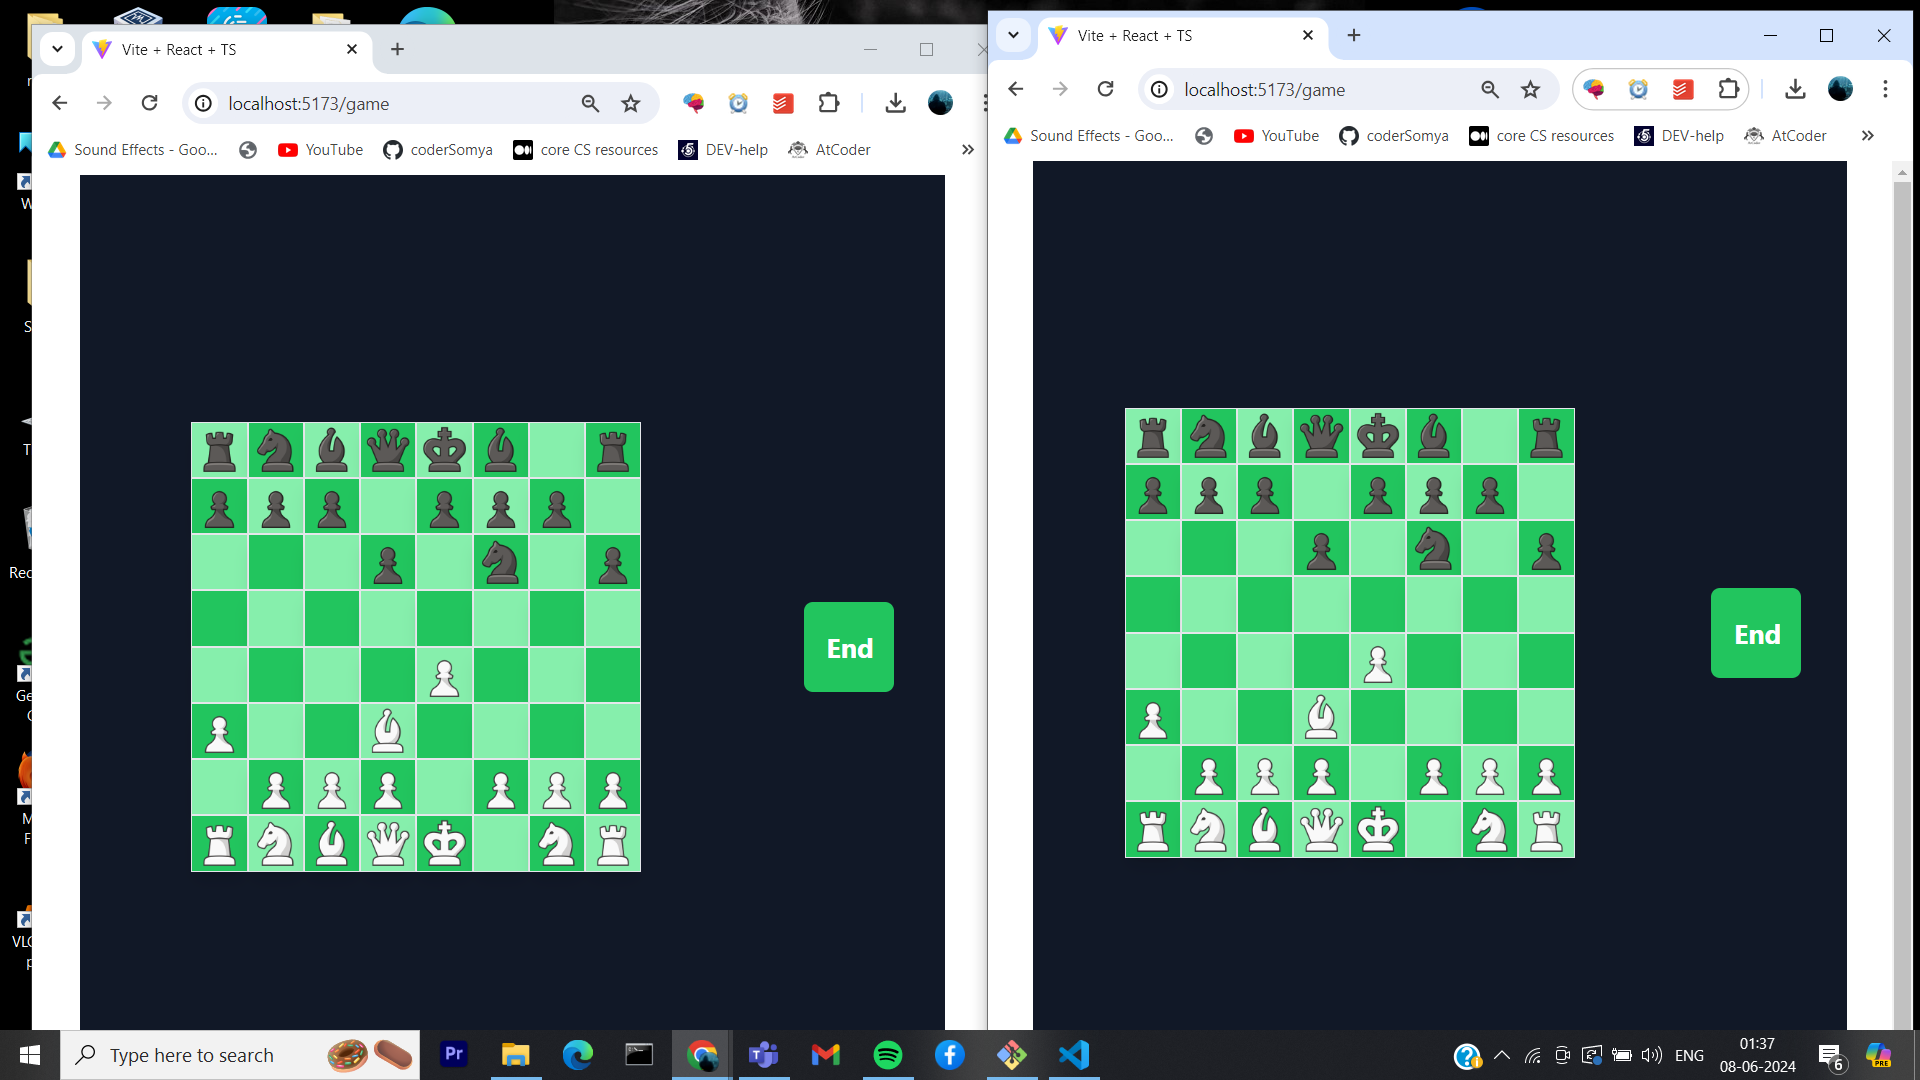 Vite + React + TS
localhost:5173/game
Sound Effects - Goo...
YouTube
coderSomya
core CS resources
DEV-help
AtCoder
End
Vite + React + TS
localhost:5173/game
Sound Effects - Goo...
YouTube
coderSomya
core CS resources
DEV-help
AtCoder
End
Type here to search
Pr
ENG
01:37
08-06-2024
6
PRE